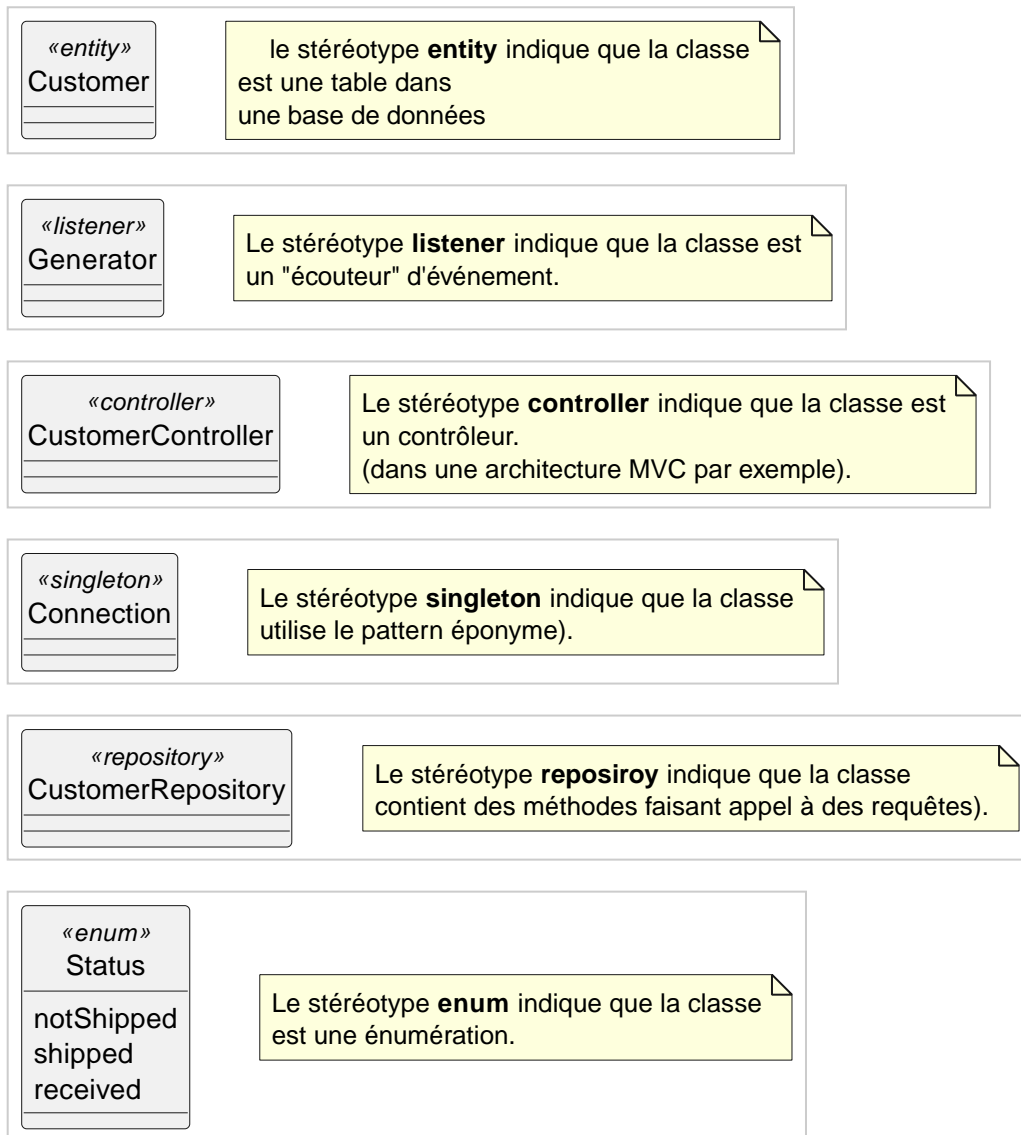 «entity»
Customer
le stéréotype entity indique que la classe
est une table dans
une base de données
«listener»
Generator
Le stéréotype listener indique que la classe est
un "écouteur" d'événement.
«controller»
CustomerController
Le stéréotype controller indique que la classe est
un contrôleur.
(dans une architecture MVC par exemple).
«singleton»
Connection
Le stéréotype singleton indique que la classe
utilise le pattern éponyme).
«repository»
CustomerRepository
Le stéréotype reposiroy indique que la classe
contient des méthodes faisant appel à des requêtes).
«enum»
Status
notShipped
shipped
received
Le stéréotype enum indique que la classe
est une énumération.